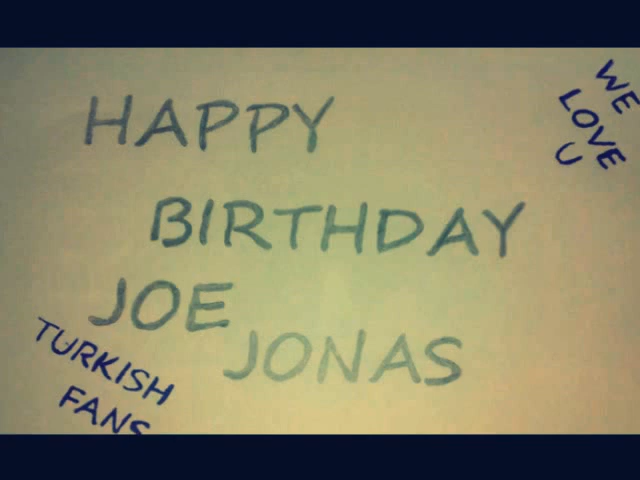 HAPPY
BIRTHDAY
JOE
JONAS
WE
LOVE
U
TURKISH
FANS